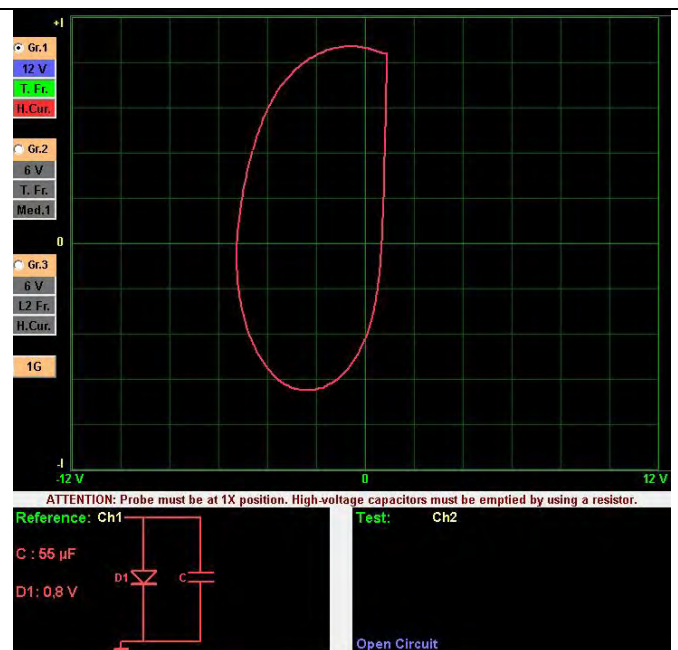 +I
Gr.1
12 V
T. Fr.
H.Cur.
Gr.2
6 V
T. Fr.
Med.1
0
Gr.3
6 V
L2 Fr.
H.Cur.
1G
-I
-12 V 0 12 V
ATTENTION: Probe must be at 1X position. High-voltage capacitors must be emptied by using a resistor.
Reference: Ch1
C : 55 µF
D1: 0,8 V
D1 C
Test: Ch2
Open Circuit